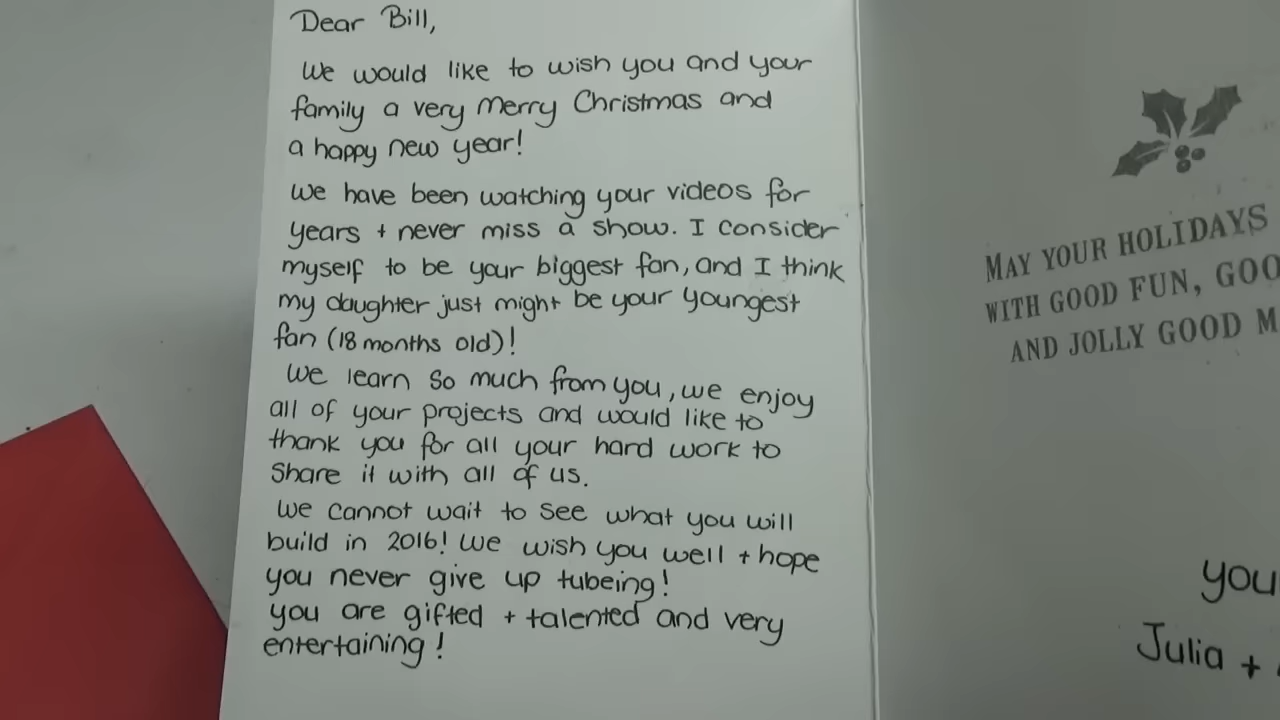 Dear Bill,
We would like to wish you and your
family a very merry Christmas and
a happy new year!
We have been watching your videos for
years + never miss a show. I consider
myself to be your biggest fan, and I think
my daughter just might be your youngest
fan (18 months old)!
We learn so much from you, we enjoy
all of your projects and would like to
thank you for all your hard work to
share it with all of us.
We cannot wait to see what you will
build in 2016! We wish you well + hope
you never give up tubeing!
you are gifted + talented and very
entertaining!
MAY YOUR HOLIDAYS
WITH GOOD FUN, GOO
AND JOLLY GOOD M
you
Julia +